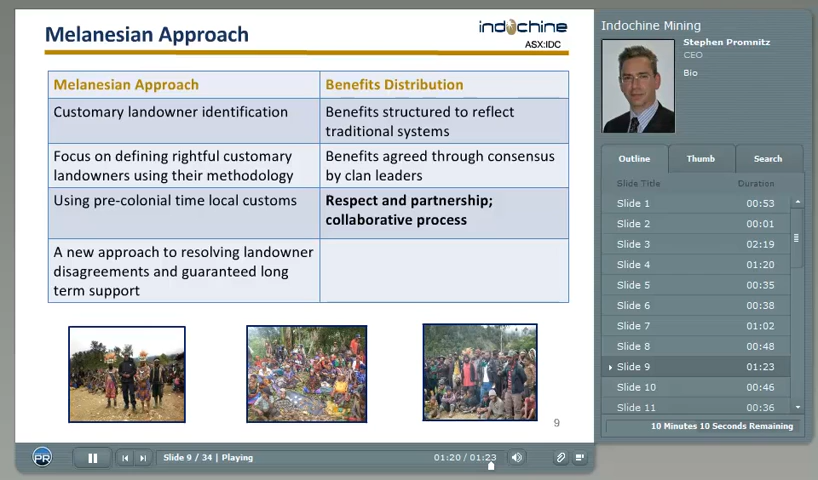 Melanesian Approach
indochine
ASX:IDC
Melanesian Approach
Benefits Distribution
Customary landowner identification
Benefits structured to reflect
traditional systems
Focus on defining rightful customary
landowners using their methodology
Benefits agreed through consensus
by clan leaders
Using pre-colonial time local customs
Respect and partnership;
collaborative process
A new approach to resolving landowner
disagreements and guaranteed long
term support
9
PR
Slide 9 / 34 | Playing
01:20 / 01:23
Indochine Mining
Stephen Promnitz
CEO
Bio
Outline Thumb Search
Slide Title Duration
Slide 1 00:53
Slide 2 00:01
Slide 3 02:19
Slide 4 01:20
Slide 5 00:35
Slide 6 00:38
Slide 7 01:02
Slide 8 00:48
Slide 9 01:23
Slide 10 00:46
Slide 11 00:36
10 Minutes 10 Seconds Remaining